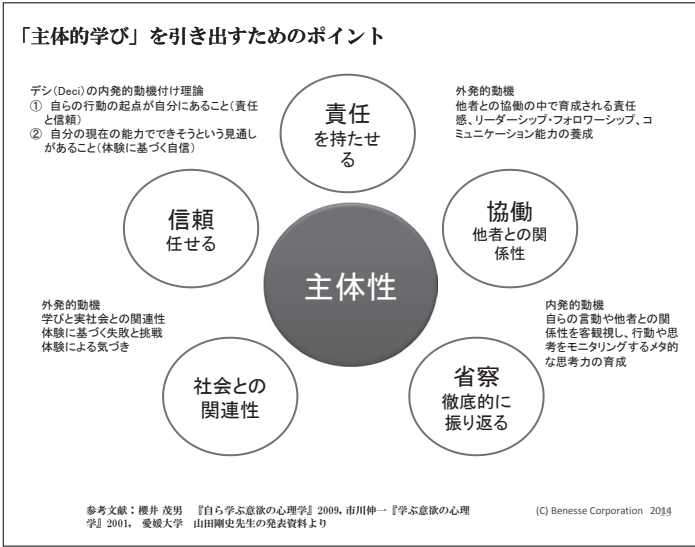 「主体的学び」を引き出すためのポイント
デシ(Deci)の内発的動機付け理論
① 自らの行動の起点が自分にあること(責任
と信頼)
② 自分の現在の能力でできそうという見通し
があること(体験に基づく自信)
責任
を持たせ
る
外発的動機
他者との協働の中で育成される責任
感、リーダーシップ・フォロワーシップ、コ
ミュニケーション能力の養成
信頼
任せる
協働
他者との関
係性
主体性
外発的動機
学びと実社会との関連性
体験に基づく失敗と挑戦
体験による気づき
内発的動機
自らの言動や他者との関
係性を客観視し、行動や思
考をモニタリングするメタ的
な思考力の育成
社会との
関連性
省察
徹底的に
振り返る
参考文献：櫻井 茂男 『自ら学ぶ意欲の心理学』2009, 市川伸一『学ぶ意欲の心理
学』2001, 愛媛大学 山田剛史先生の発表資料より
(C) Benesse Corporation 2014